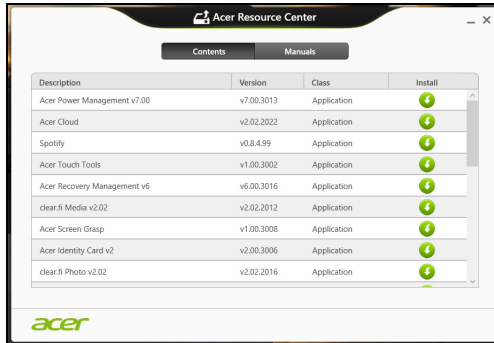 Acer Resource Center
Contents Manuals
Description Version Class Install
Acer Power Management v7.00 v7.00.3013 Application
Acer Cloud v2.02.2022 Application
Spotify v0.8.4.99 Application
Acer Touch Tools v1.00.3002 Application
Acer Recovery Management v6 v6.00.3016 Application
clear.fi Media v2.02 v2.02.2012 Application
Acer Screen Grasp v1.00.3008 Application
Acer Identity Card v2 v2.00.3006 Application
clear.fi Photo v2.02 v2.02.2016 Application
acer